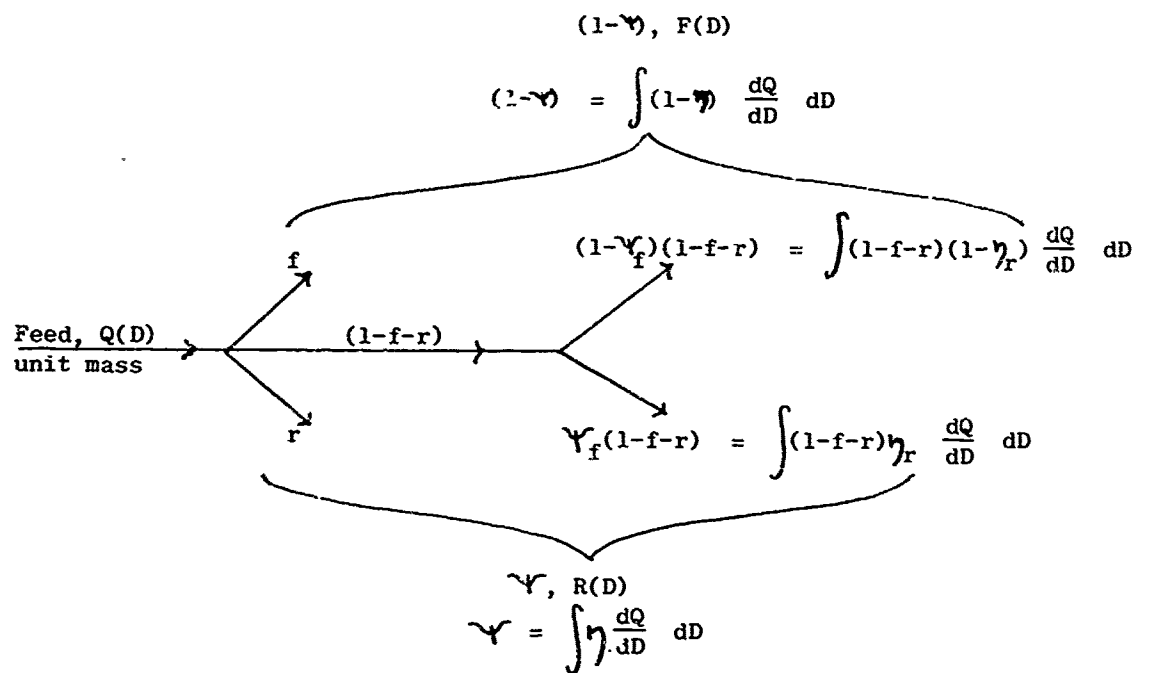 (1-Ψ), F(D)
(1-Ψ) = ∫(1-η) dQ/dD dD
f
(1-Ψf)(1-f-r) = ∫(1-f-r)(1-ηr) dQ/dD dD
Feed, Q(D)
(1-f-r)
unit mass
r
Ψf(1-f-r) = ∫(1-f-r)ηr dQ/dD dD
Ψ, R(D)
Ψ = ∫η dQ/dD dD